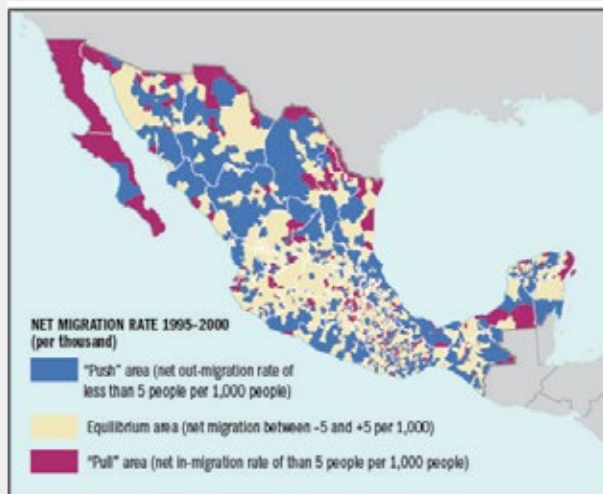 NET MIGRATION RATE 1995–2000
(per thousand)
"Push" area (net out-migration rate of
less than 5 people per 1,000 people)
Equilibrium area (net migration between –5 and +5 per 1,000)
"Pull" area (net in-migration rate of than 5 people per 1,000 people)